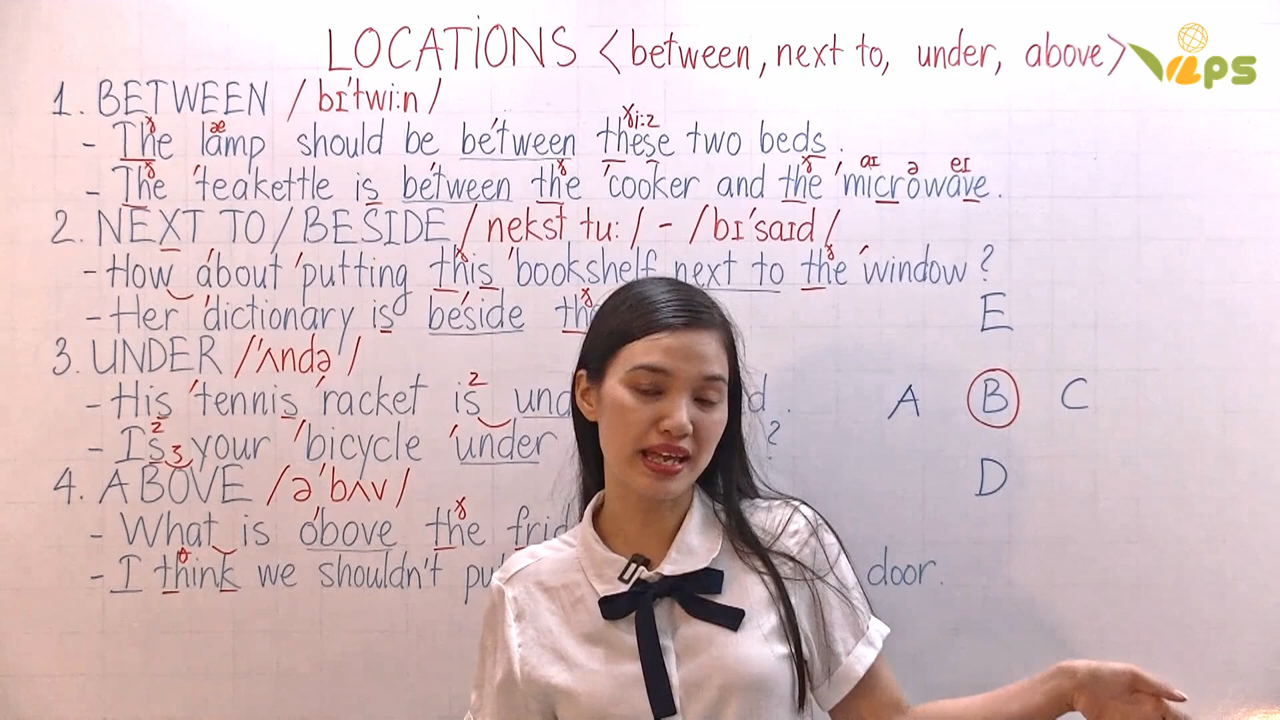 LOCATIONS <between, next to, under, above>
VLPS
1. BETWEEN /bɪ'twi:n/
- The lamp should be between these two beds.
- The 'teakettle is between the 'cooker and the 'microwave.
2. NEXT TO/BESIDE /nekst tu:/ - /bɪ'saɪd/
- How about 'putting this 'bookshelf next to the 'window?
- Her 'dictionary is beside
3. UNDER /'ʌndə/
- His 'tennis 'racket is
- Is your 'bicycle 'under ?
4. ABOVE /ə'bʌv/
- What is above the
- I think we shouldn't door.
E
A B C
D